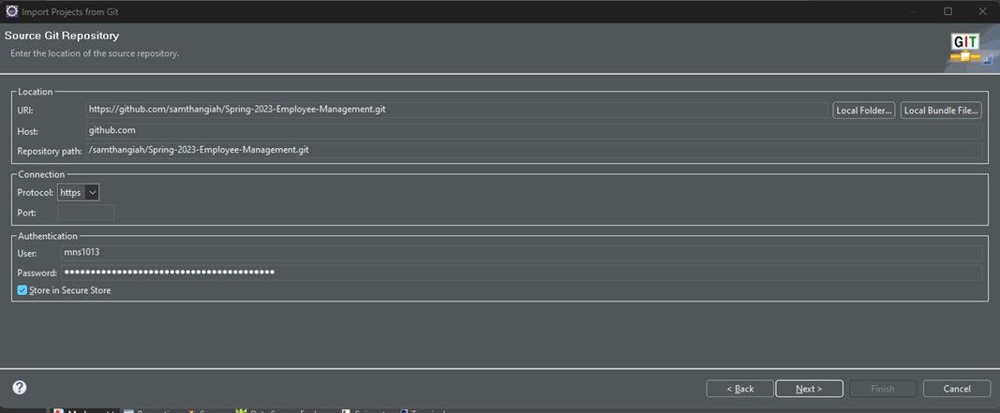 Import Projects from Git
Source Git Repository
Enter the location of the source repository.
GIT
Location
URI: https://github.com/samthangiah/Spring-2023-Employee-Management.git Local Folder... Local Bundle File...
Host: github.com
Repository path: /samthangiah/Spring-2023-Employee-Management.git
Connection
Protocol: https
Port:
Authentication
User: mns1013
Password: ●●●●●●●●●●●●●●●●●●●●●●●●●●●●●●●●●●●●●●●●
Store in Secure Store
< Back Next > Finish Cancel